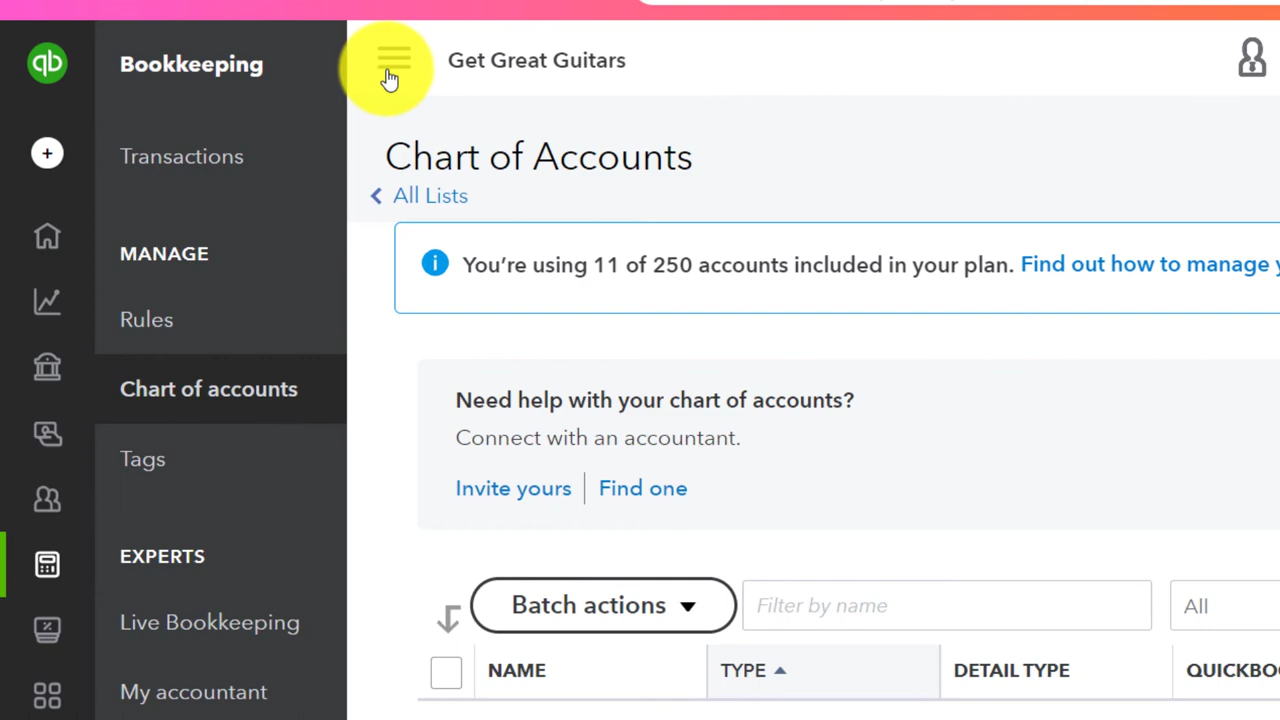 qb
Bookkeeping
Get Great Guitars
Transactions
Chart of Accounts
All Lists
MANAGE
You're using 11 of 250 accounts included in your plan. Find out how to manage
Rules
Chart of accounts
Need help with your chart of accounts?
Connect with an accountant.
Tags
Invite yours
Find one
EXPERTS
Batch actions
Filter by name
All
Live Bookkeeping
NAME
TYPE
DETAIL TYPE
QUICKBO
My accountant